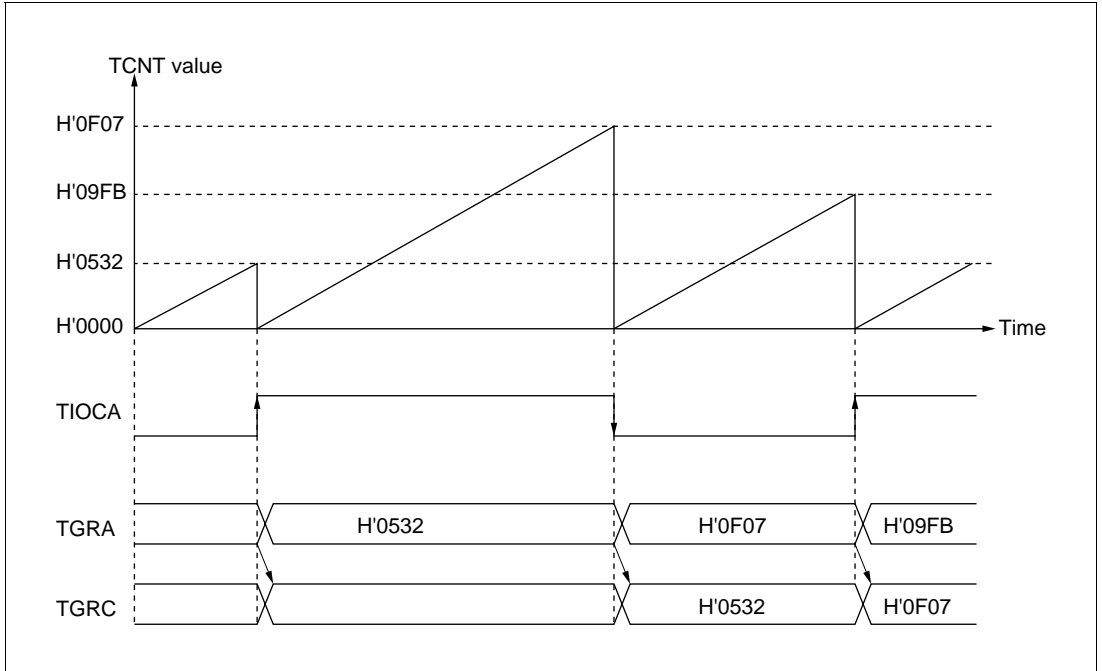 TCNT value
H'0F07
H'09FB
H'0532
H'0000
Time
TIOCA
TGRA
H'0532
H'0F07
H'09FB
TGRC
H'0532
H'0F07